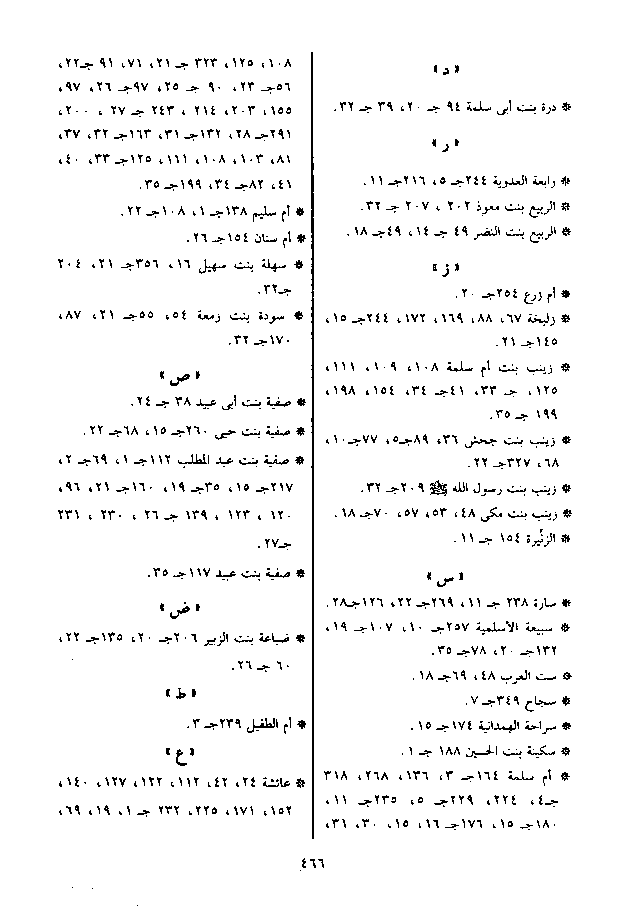 « د »
* درة بنت أبى سلمة ٩٤ جـ ٢٠، ٣٩ جـ ٣٢.
« ر »
* رابعة العدوية ٢٤٤جـ ٥، ٢١٦جـ ١١.
* الربيع بنت معوذ ٢٠٢ ، ٢٠٧ جـ ٣٢.
* الربيع بنت النضر ٤٩ جـ ١٤، ٤٩جـ ١٨.
« ز »
* أم زرع ٢٥٤جـ ٢٠.
* زليخة ٦٧، ٨٨، ١٦٩، ١٧٢، ٢٤٤جـ ١٥،
١٤٥جـ ٢١.
* زينب بنت أم سلمة ١٠٨، ١٠٩، ١١١،
١٢٥، جـ ٣٣، ٤١جـ ٣٤، ١٥٤، ١٩٨،
١٩٩ جـ ٣٥.
* زينب بنت جحش ٣٦، ٨٩جـ٥، ٧٧جـ١٠،
٦٨، ٣٢٧جـ ٢٢.
* زينب بنت رسول الله ﷺ ٢٠٩جـ ٣٢.
* زينب بنت مكى ٤٨، ٥٣، ٥٧، ٧٠جـ ١٨.
* الزنيرة ١٥٤ جـ ١١.
« س »
* سارة ٢٣٨ جـ ١١، ٢٦٩جـ ٢٢، ١٢٦جـ٢٨.
* سبيعة الأسلمية ٢٥٧جـ ١٠، ١٠٧جـ ١٩،
١٣٢جـ ٢٠، ٧٨جـ ٣٥.
* ست العرب ٤٨، ٦٩جـ ١٨.
* سجاح ٣٤٩جـ ٧.
* سراحة الهمدانية ١٧٤جـ ١٥.
* سكينة بنت الحسين ١٨٨ جـ ١.
* أم سلمة ١٦٤جـ ٣، ١٣٦، ٢٦٨، ٣١٨
جـ٤، ٢٢٤، ٢٢٩جـ ٥، ٢٣٥جـ ١١،
١٨٠جـ ١٥، ١٧٦جـ ١٦، ١٥، ٣٠، ٣١،
١٠٨، ١٢٥، ٣٢٣ جـ ٢١، ٧١، ٩١ جـ٢٢،
٥٦جـ ٢٣، ٩٠ جـ ٢٥، ٩٧جـ ٢٦، ٩٧،
١٥٥، ٢٠٣، ٢١٤ ، ٢٤٣ جـ ٢٧ ، ٢٠٠،
٢٩١جـ ٢٨، ١٣٢جـ ٣١، ١٦٣جـ ٣٢، ٣٧،
٨١، ١٠٣، ١٠٨، ١١١، ١٢٥جـ ٣٣، ٤٠،
٤١، ٨٢جـ ٣٤، ١٩٩جـ ٣٥.
* أم سليم ١٣٨جـ ١، ١٠٨جـ ٢٢.
* أم سنان ١٥٤جـ ٢٦.
* سهلة بنت سهيل ١٦، ٣٥٦جـ ٢١، ٢٠٤
جـ٣٢.
* سودة بنت زمعة ٥٤، ٥٥جـ ٢١، ٨٧،
١٧٠جـ ٣٢.
« ص »
* صفية بنت أبى عبيد ٣٨ جـ ٢٤.
* صفية بنت حيى ٢٦٠جـ ١٥، ٦٨جـ ٢٢.
* صفية بنت عبد المطلب ١١٢جـ ١، ٦٩جـ ٢،
٢١٧جـ ١٥، ٣٥جـ ١٩، ١٦٠جـ ٢١، ٩٦،
١٢٠ ، ١٢٣ ، ١٣٩ جـ ٢٦ ، ٢٣٠ ، ٢٣١
جـ٢٧.
* صفية بنت عبيد ١١٧جـ ٣٥.
« ض »
* ضباعة بنت الزبير ٢٠٦جـ ٢٠، ١٣٥جـ ٢٢،
٦٠ جـ ٢٦.
« ط »
* أم الطفيل ٢٣٩جـ ٣.
« ع »
* عائشة ٢٤، ٤٢، ١١٢، ١٢٢، ١٢٧، ١٤٠،
١٥٢، ١٧١، ٢٢٥، ٢٣٢ جـ ١، ١٩، ٦٩،
٤٦٦